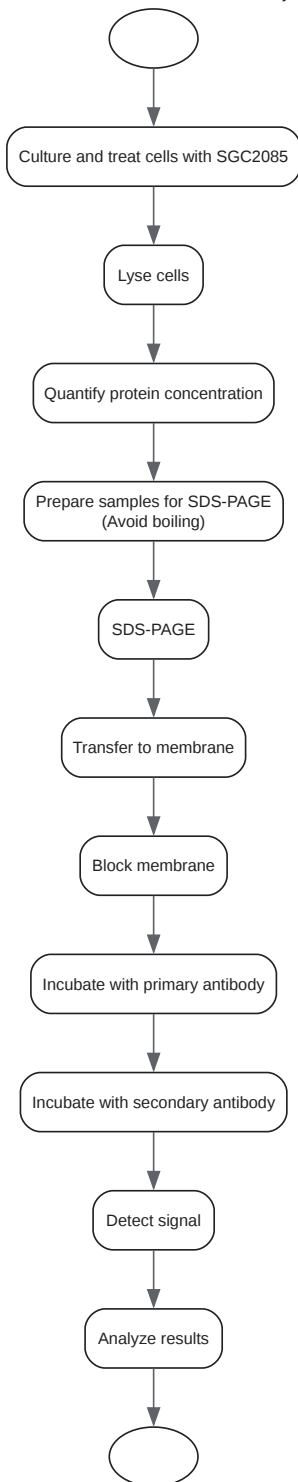 Culture and treat cells with SGC2085
Lyse cells
Quantify protein concentration
Prepare samples for SDS-PAGE
(Avoid boiling)
SDS-PAGE
Transfer to membrane
Block membrane
Incubate with primary antibody
Incubate with secondary antibody
Detect signal
Analyze results